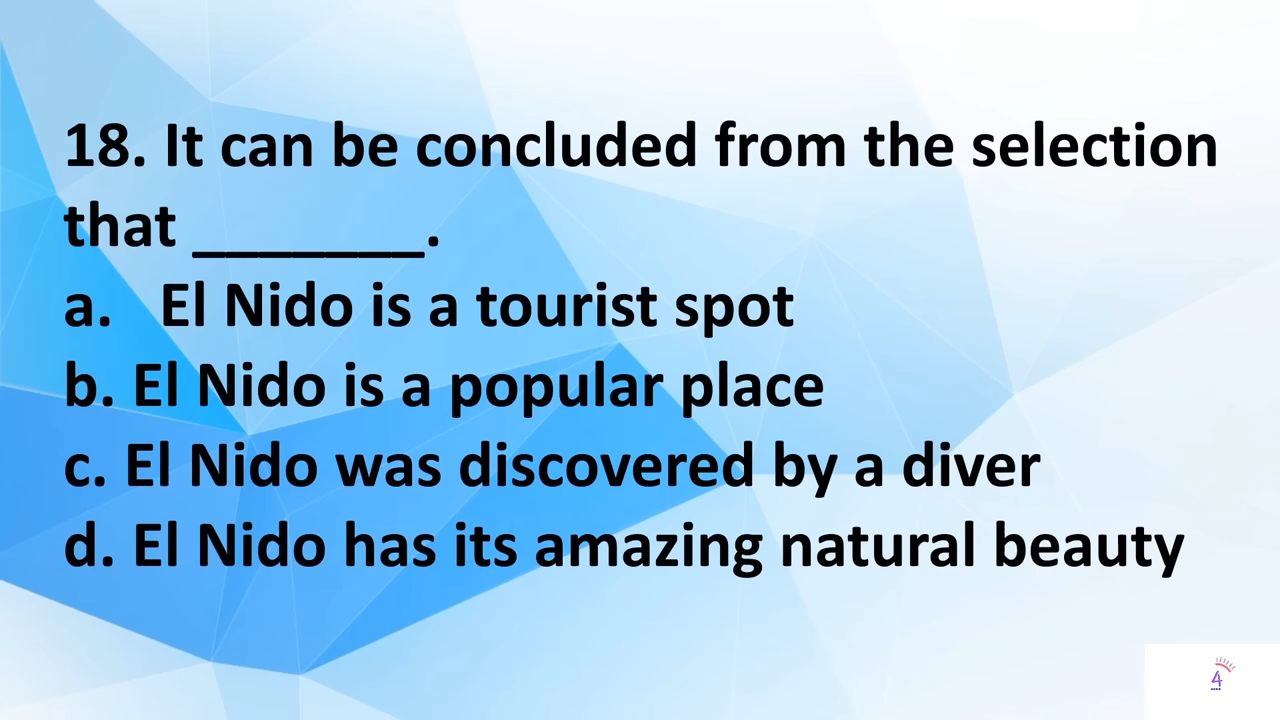 18. It can be concluded from the selection
that _______.
a. El Nido is a tourist spot
b. El Nido is a popular place
c. El Nido was discovered by a diver
d. El Nido has its amazing natural beauty
4